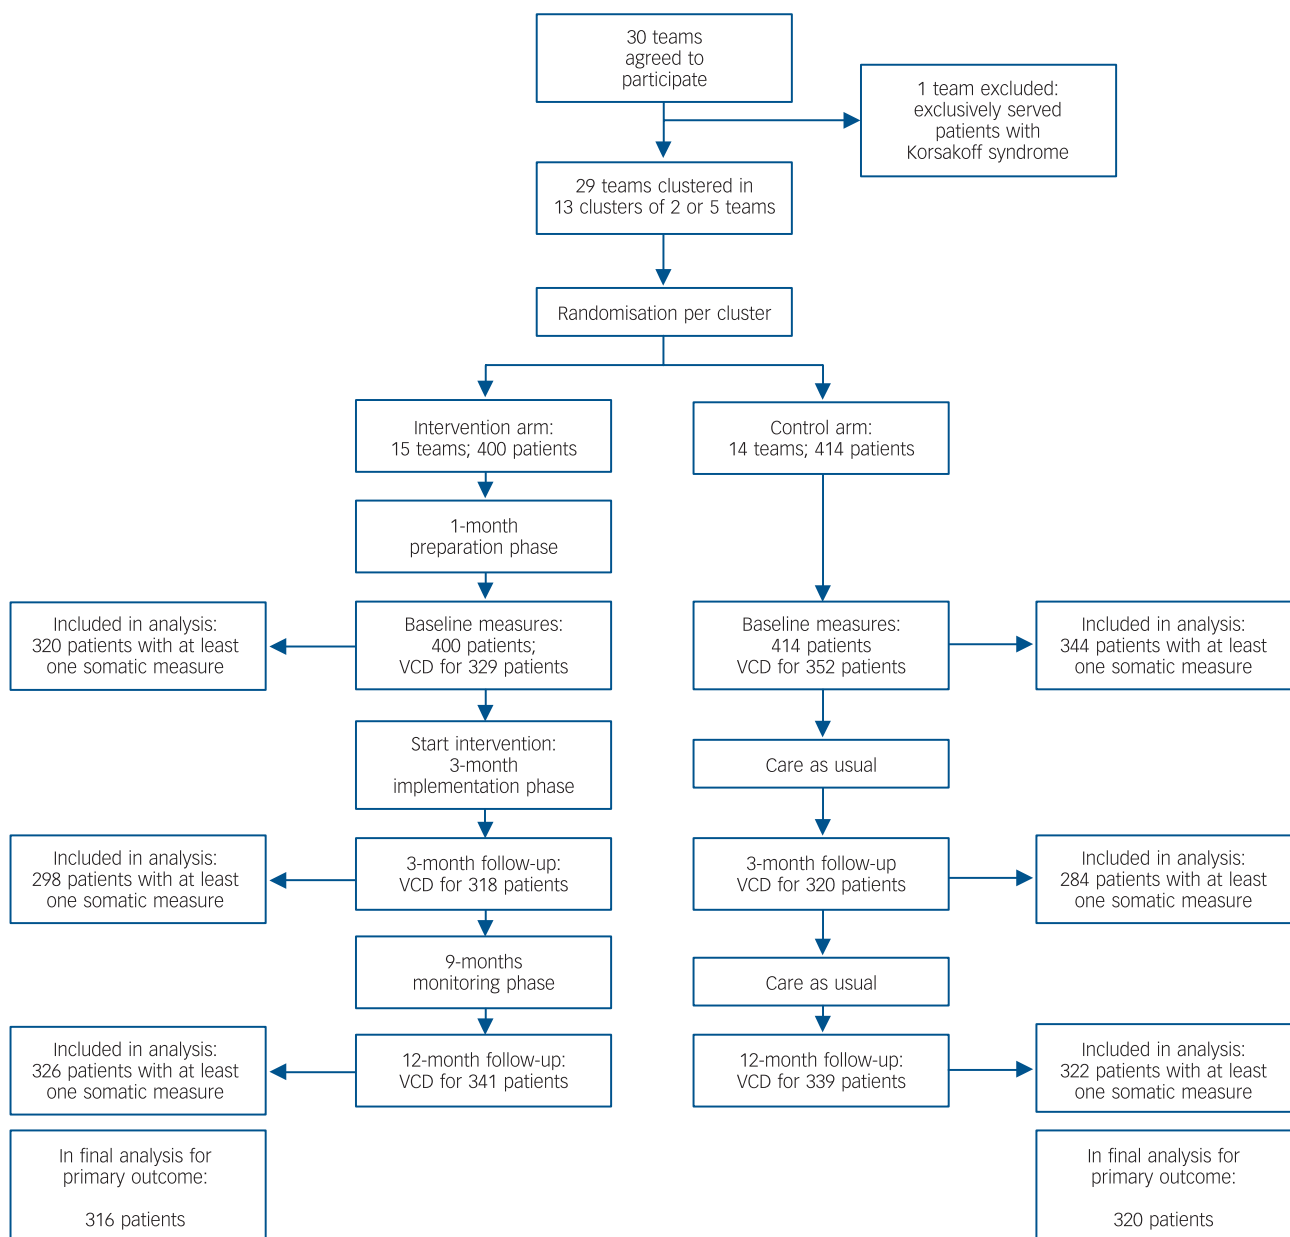 30 teams
agreed to
participate
1 team excluded:
exclusively served
patients with
Korsakoff syndrome
29 teams clustered in
13 clusters of 2 or 5 teams
Randomisation per cluster
Intervention arm:
15 teams; 400 patients
Control arm:
14 teams; 414 patients
1-month
preparation phase
Included in analysis:
320 patients with at least
one somatic measure
Baseline measures:
400 patients;
VCD for 329 patients
Baseline measures:
414 patients
VCD for 352 patients
Included in analysis:
344 patients with at least
one somatic measure
Start intervention:
3-month
implementation phase
Care as usual
Included in analysis:
298 patients with at least
one somatic measure
3-month follow-up:
VCD for 318 patients
3-month follow-up
VCD for 320 patients
Included in analysis:
284 patients with at least
one somatic measure
9-months
monitoring phase
Care as usual
Included in analysis:
326 patients with at least
one somatic measure
12-month follow-up:
VCD for 341 patients
12-month follow-up:
VCD for 339 patients
Included in analysis:
322 patients with at least
one somatic measure
In final analysis for
primary outcome:
316 patients
In final analysis for
primary outcome:
320 patients